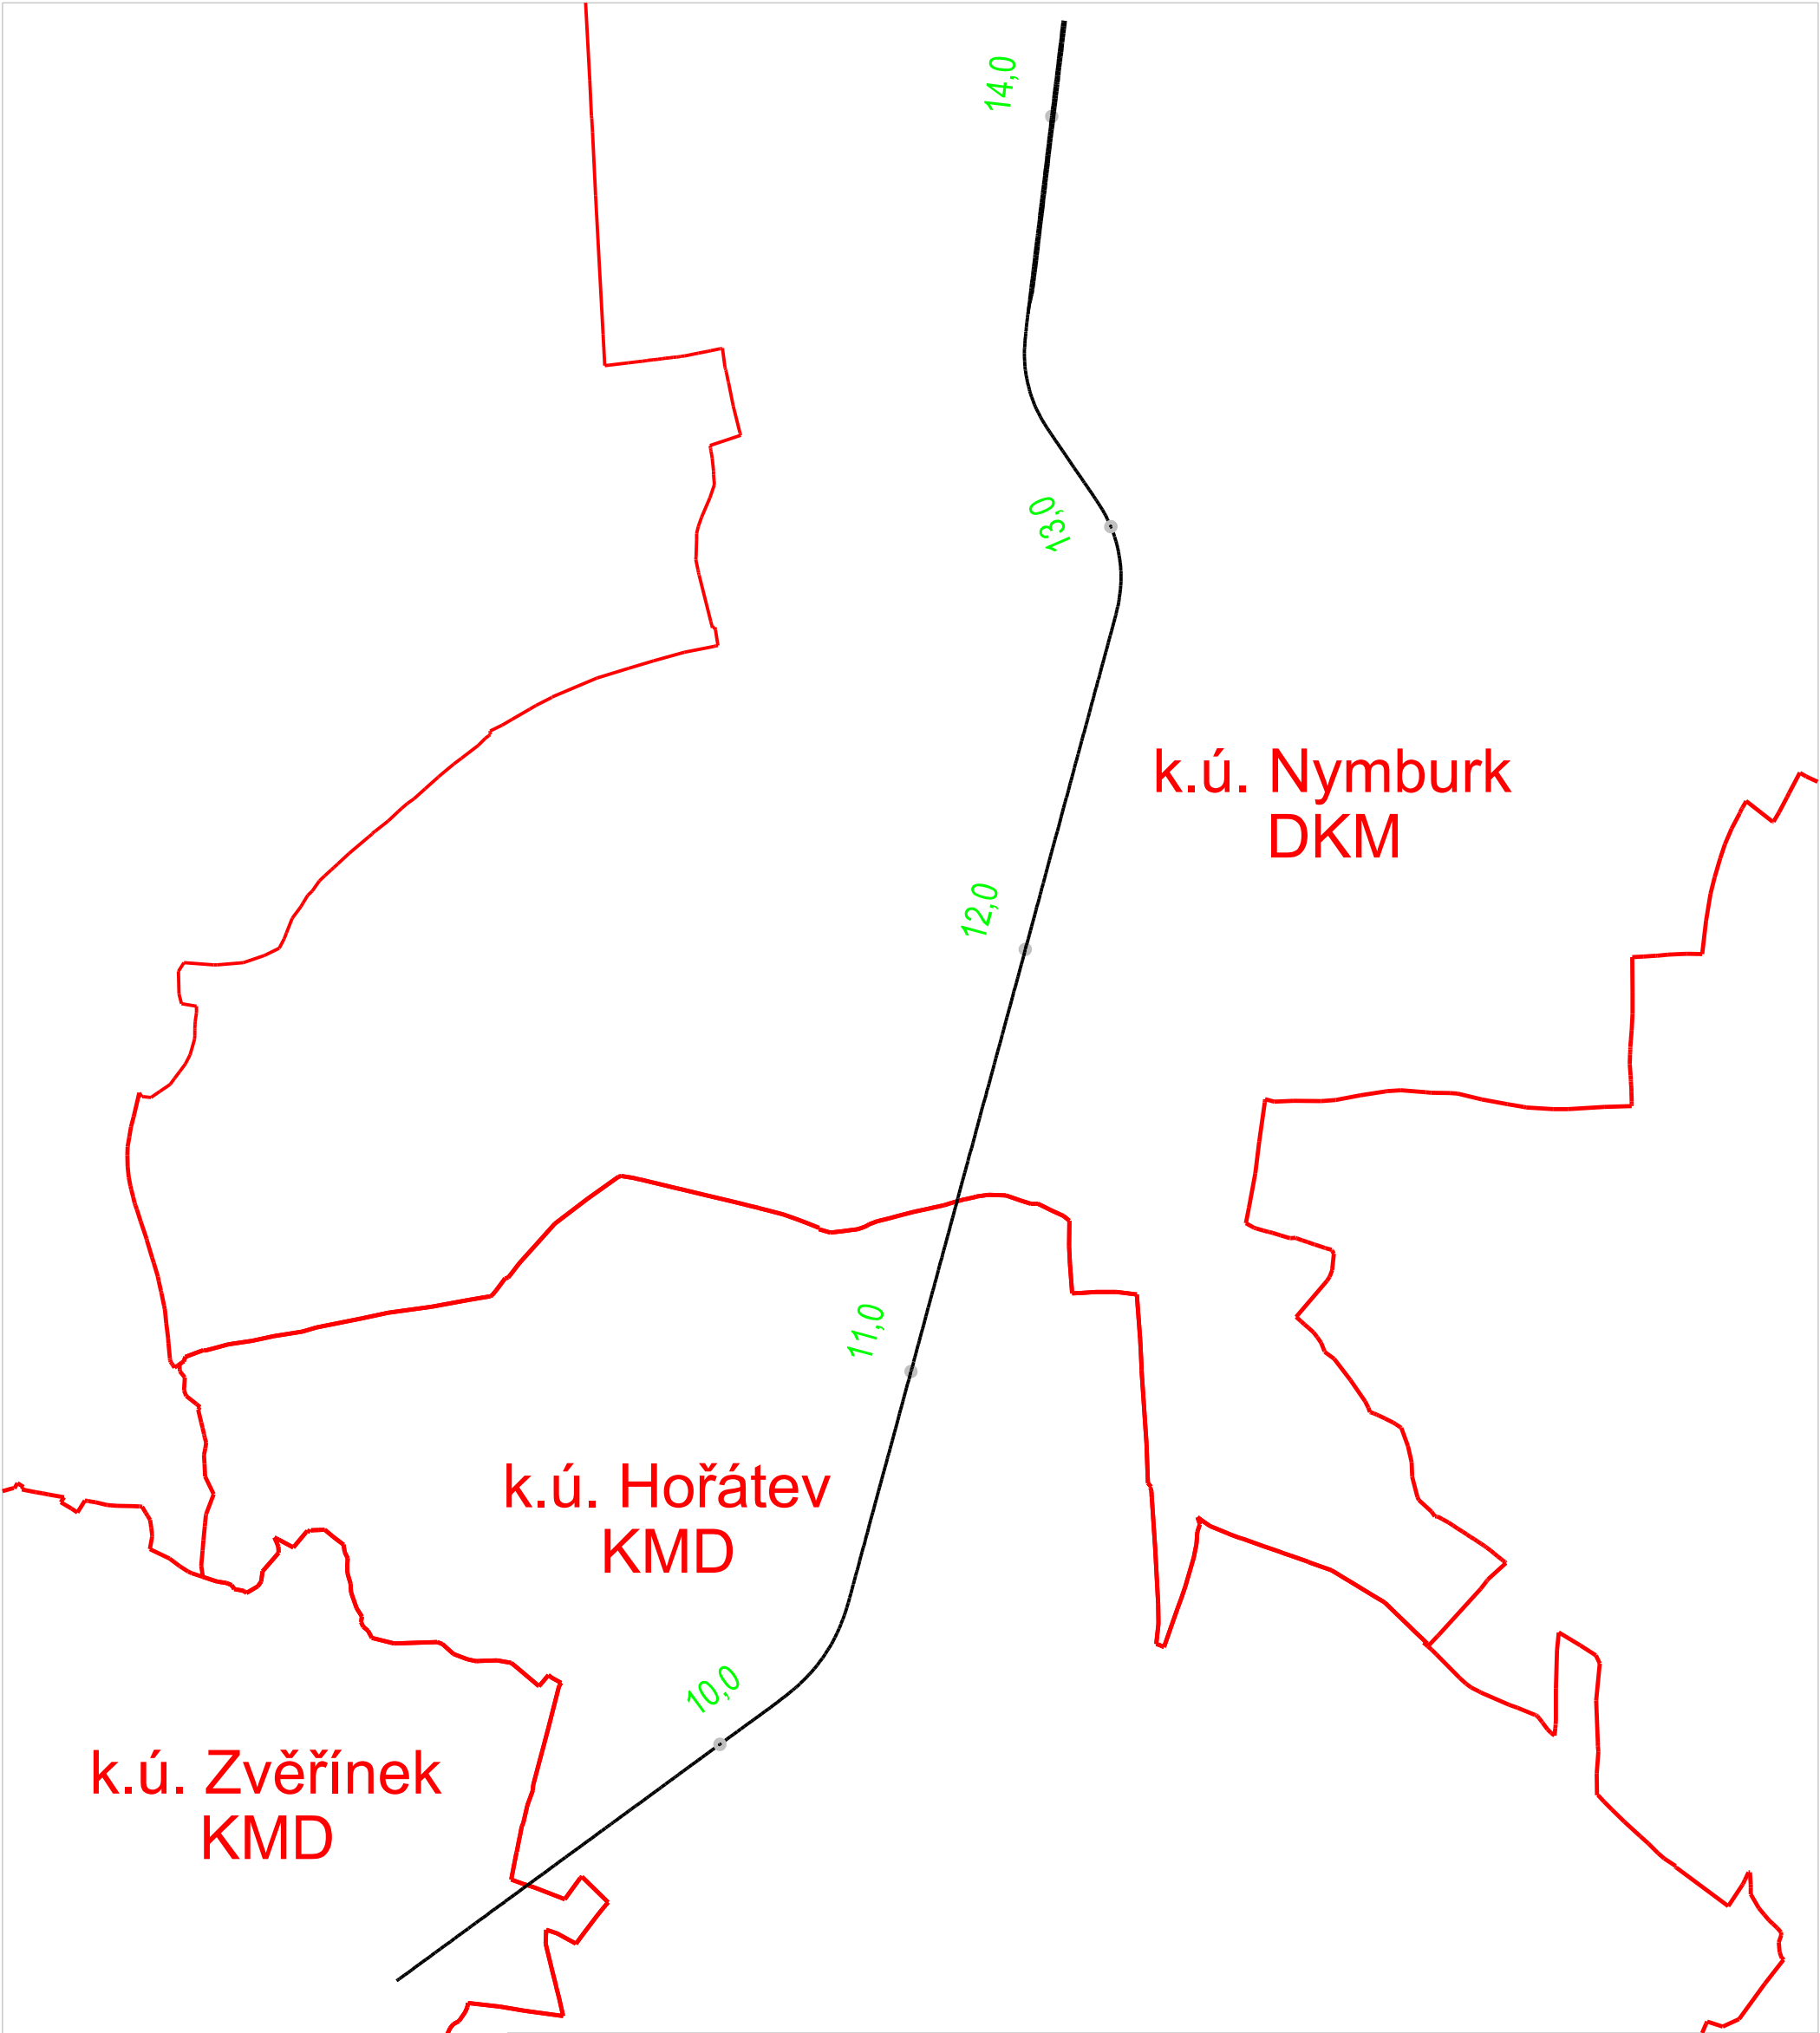 14,0
13,0
k.ú. Nymburk
DKM
12,0
11,0
k.ú. Hořátev
KMD
10,0
k.ú. Zvěřínek
KMD